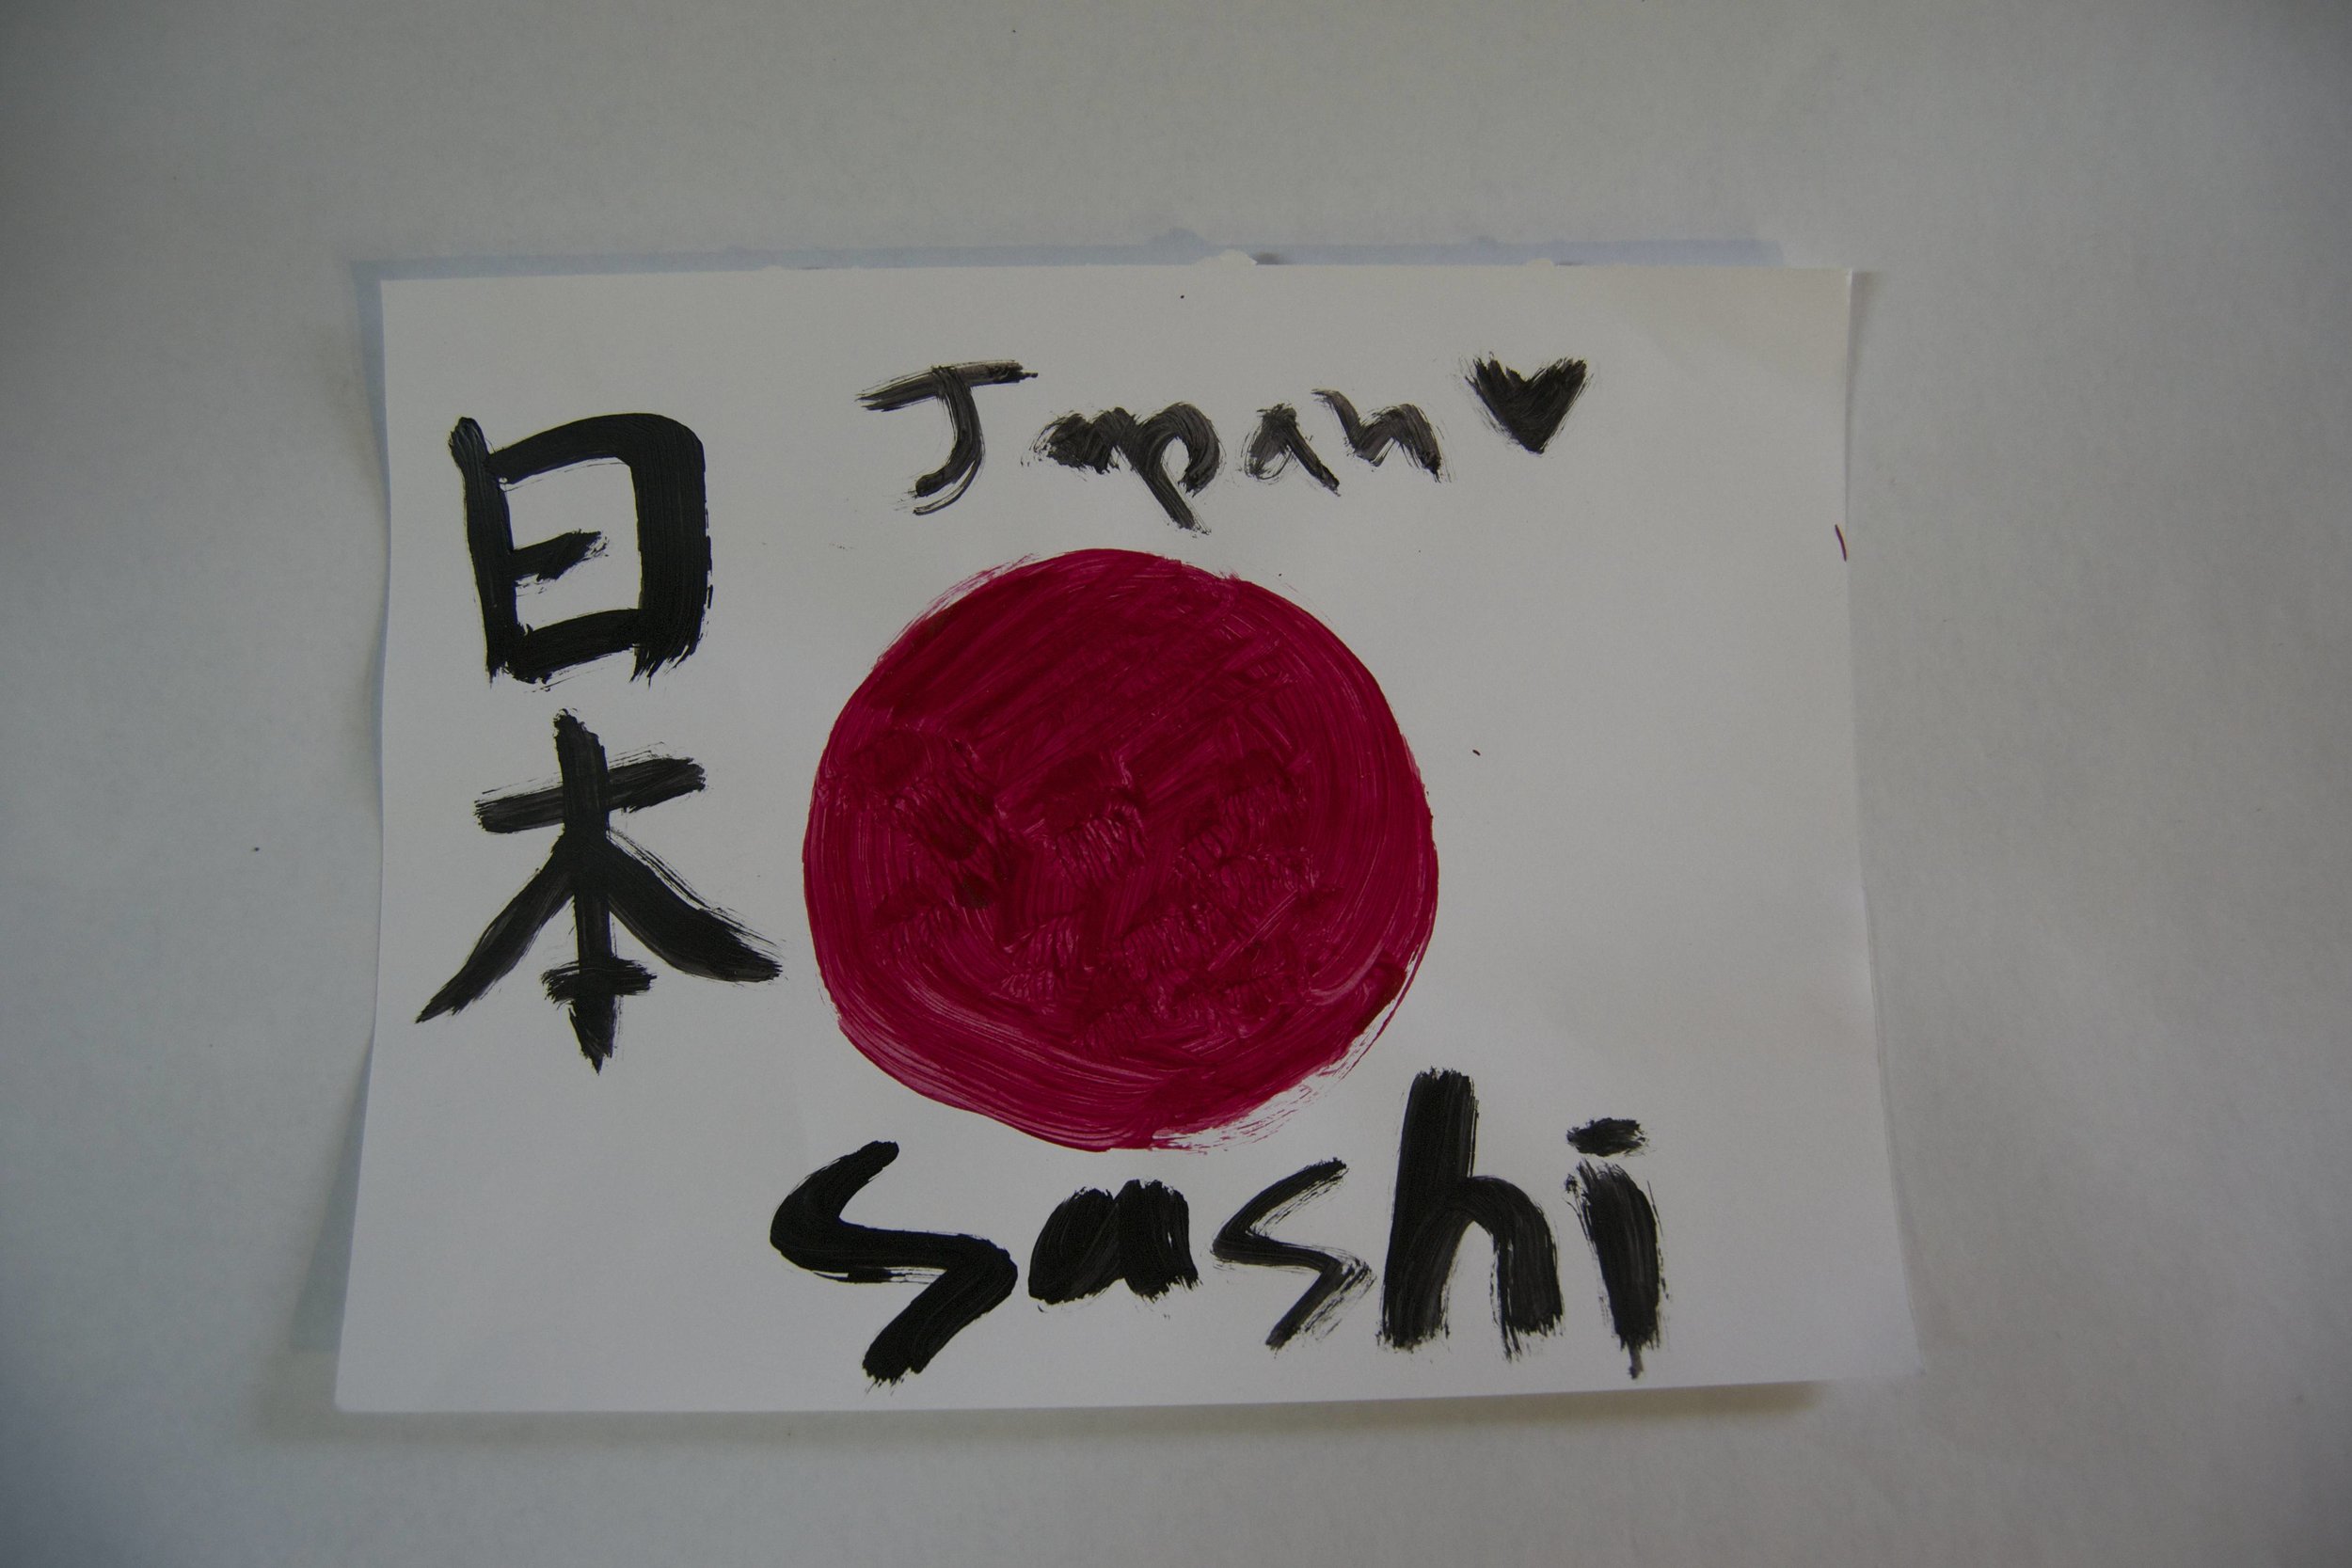 Japan♥
日本
sashi